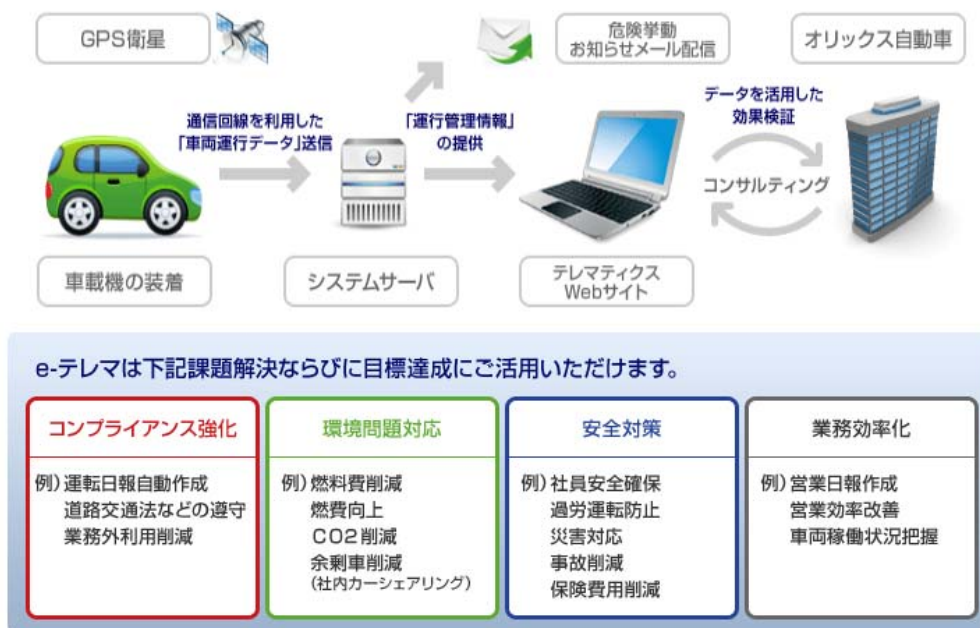 GPS衛星
危険挙動
お知らせメール配信
オリックス自動車
通信回線を利用した
「車両運行データ」送信
「運行管理情報」
の提供
データを活用した
効果検証
コンサルティング
車載機の装着
システムサーバ
テレマティクス
Webサイト
e-テレマは下記課題解決ならびに目標達成にご活用いただけます。
コンプライアンス強化
例）運転日報自動作成
道路交通法などの遵守
業務外利用削減
環境問題対応
例）燃料費削減
燃費向上
CO2削減
余剰車削減
（社内カーシェアリング）
安全対策
例）社員安全確保
過労運転防止
災害対応
事故削減
保険費用削減
業務効率化
例）営業日報作成
営業効率改善
車両稼働状況把握